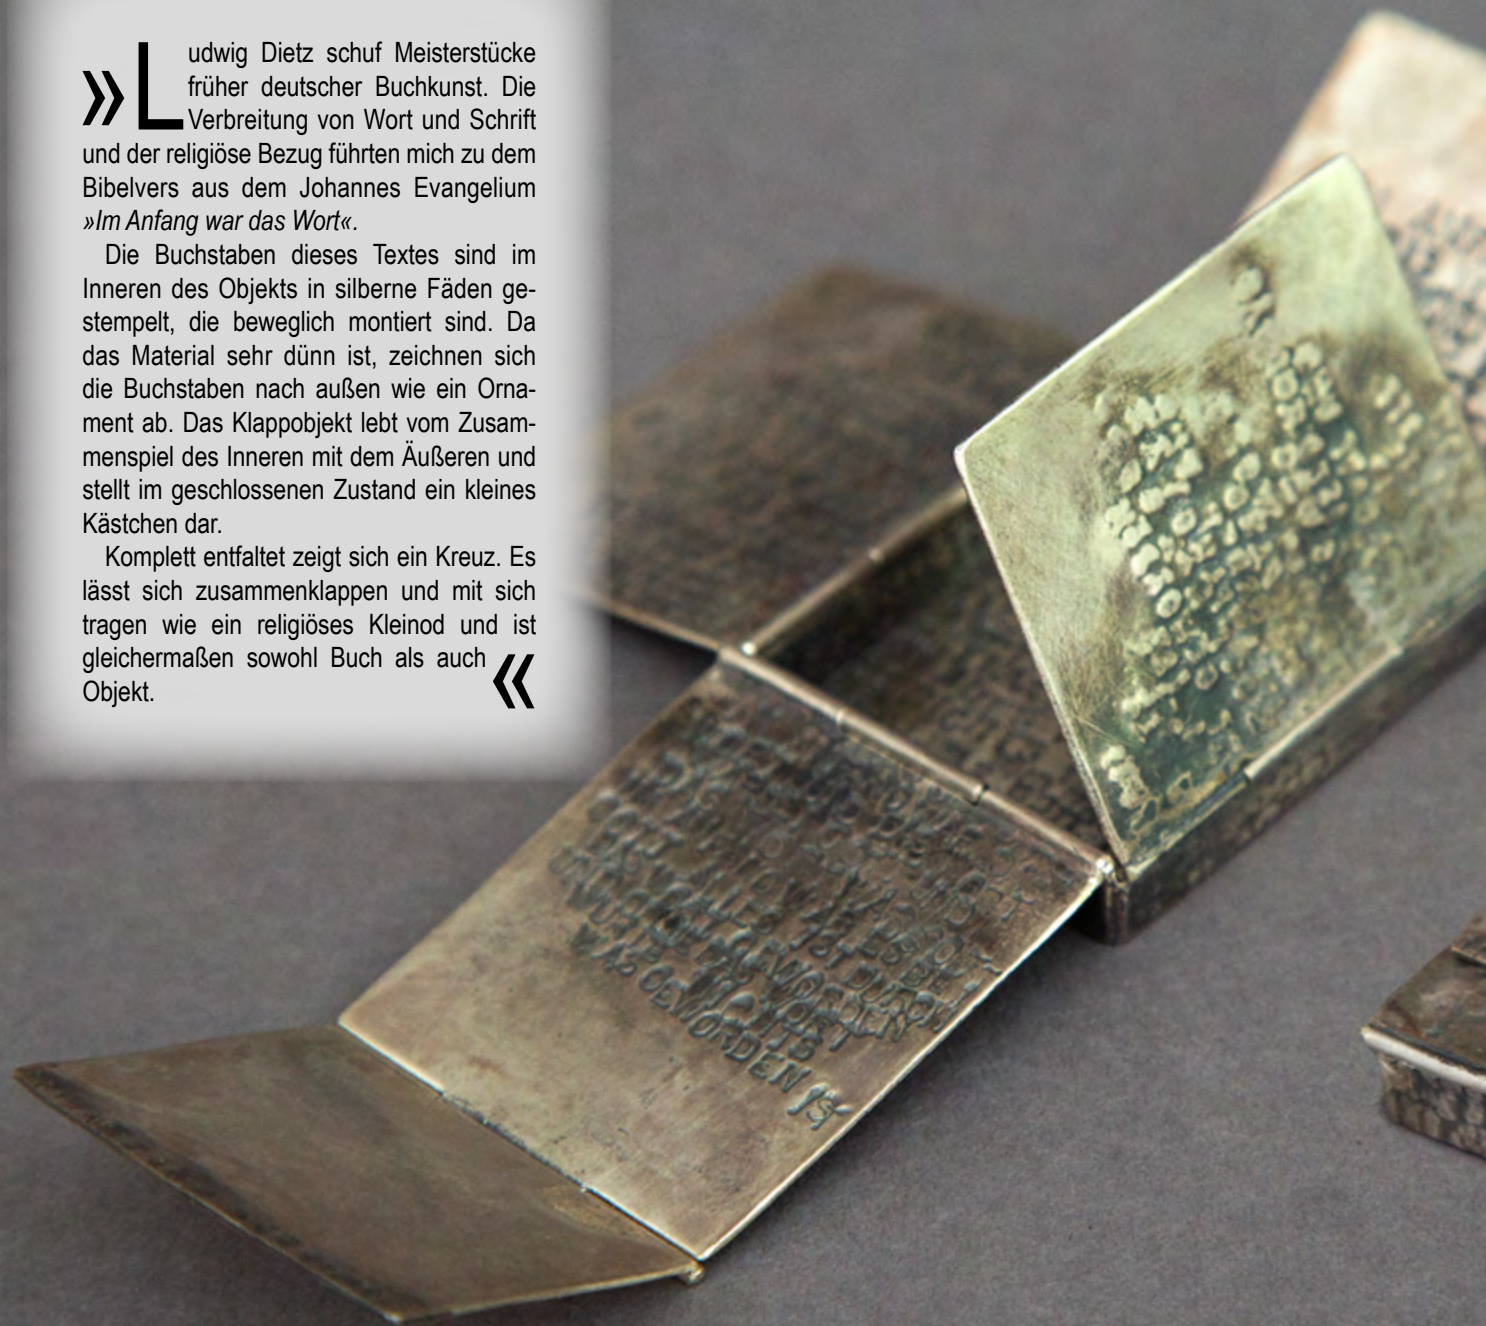 »Ludwig Dietz schuf Meisterstücke
früher deutscher Buchkunst. Die
Verbreitung von Wort und Schrift
und der religiöse Bezug führten mich zu dem
Bibelvers aus dem Johannes Evangelium
»Im Anfang war das Wort«.
Die Buchstaben dieses Textes sind im
Inneren des Objekts in silberne Fäden ge-
stempelt, die beweglich montiert sind. Da
das Material sehr dünn ist, zeichnen sich
die Buchstaben nach außen wie ein Orna-
ment ab. Das Klappobjekt lebt vom Zusam-
menspiel des Inneren mit dem Äußeren und
stellt im geschlossenen Zustand ein kleines
Kästchen dar.
Komplett entfaltet zeigt sich ein Kreuz. Es
lässt sich zusammenklappen und mit sich
tragen wie ein religiöses Kleinod und ist
gleichermaßen sowohl Buch als auch
Objekt. «
WAS GEWORDEN IST